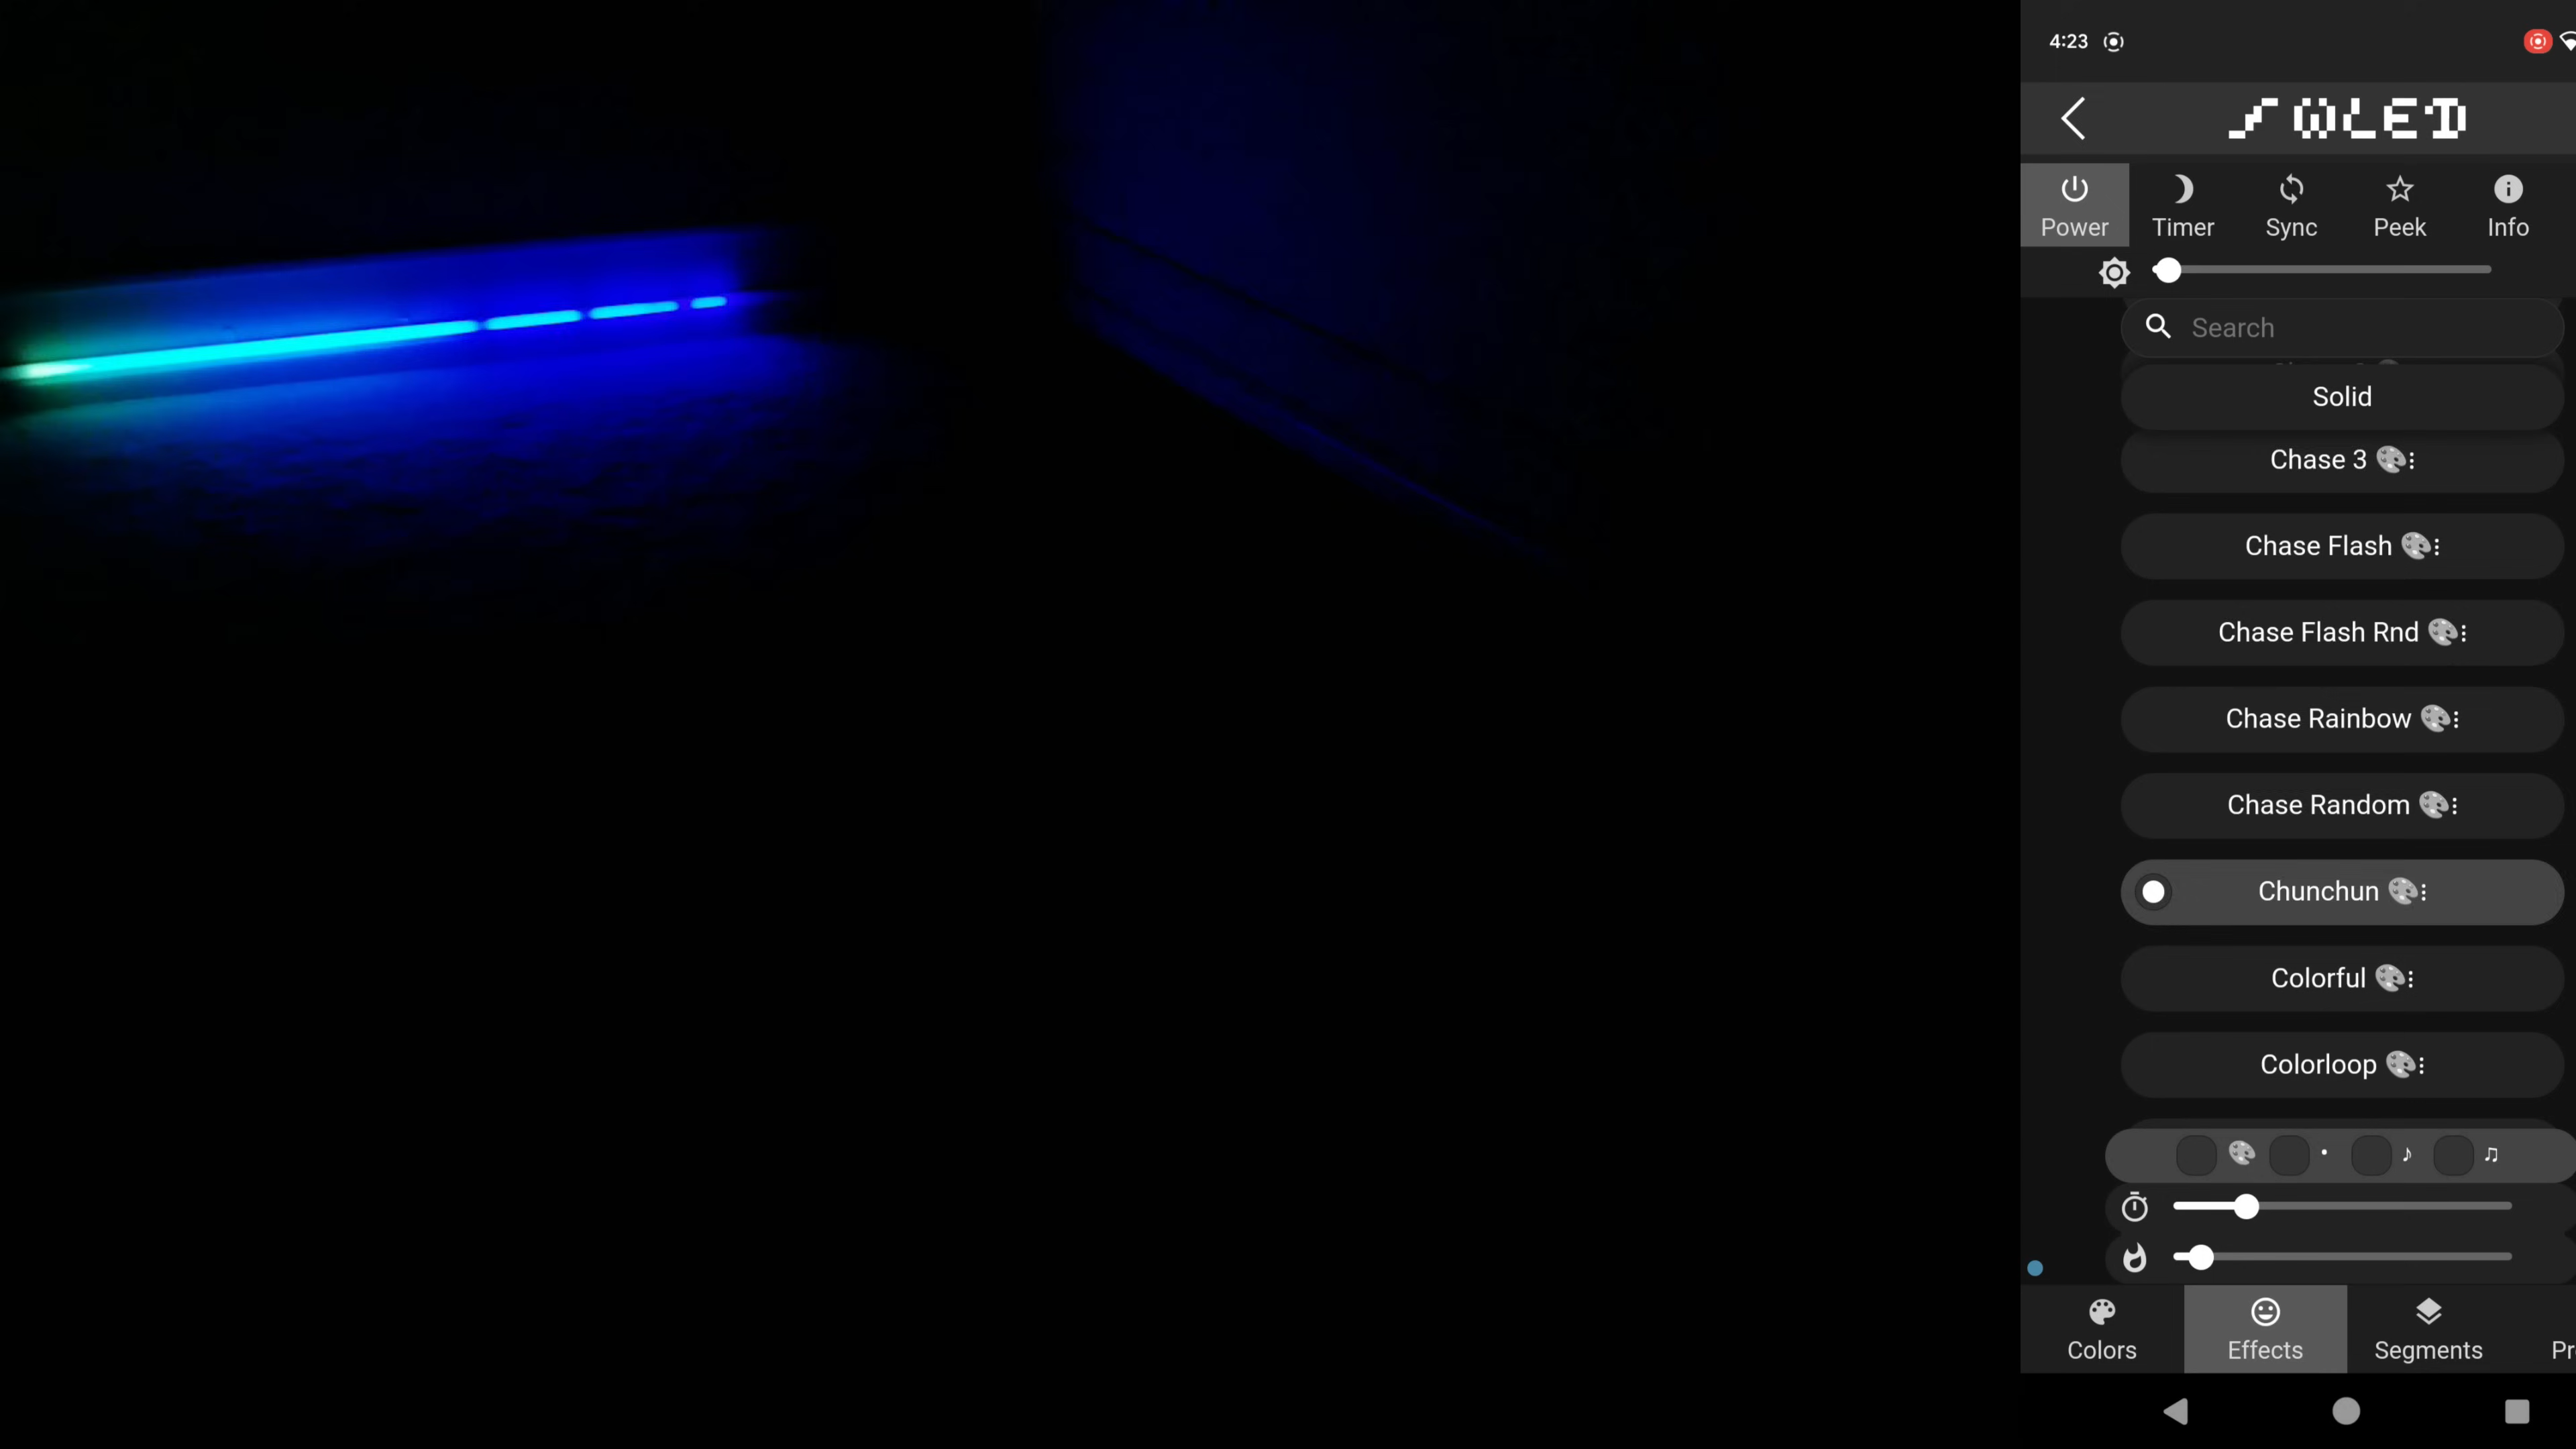 4:23
WLED
Power Timer Sync Peek Info
Search
Solid
Chase 3
Chase Flash
Chase Flash Rnd
Chase Rainbow
Chase Random
Chunchun
Colorful
Colorloop
Colors Effects Segments Pr